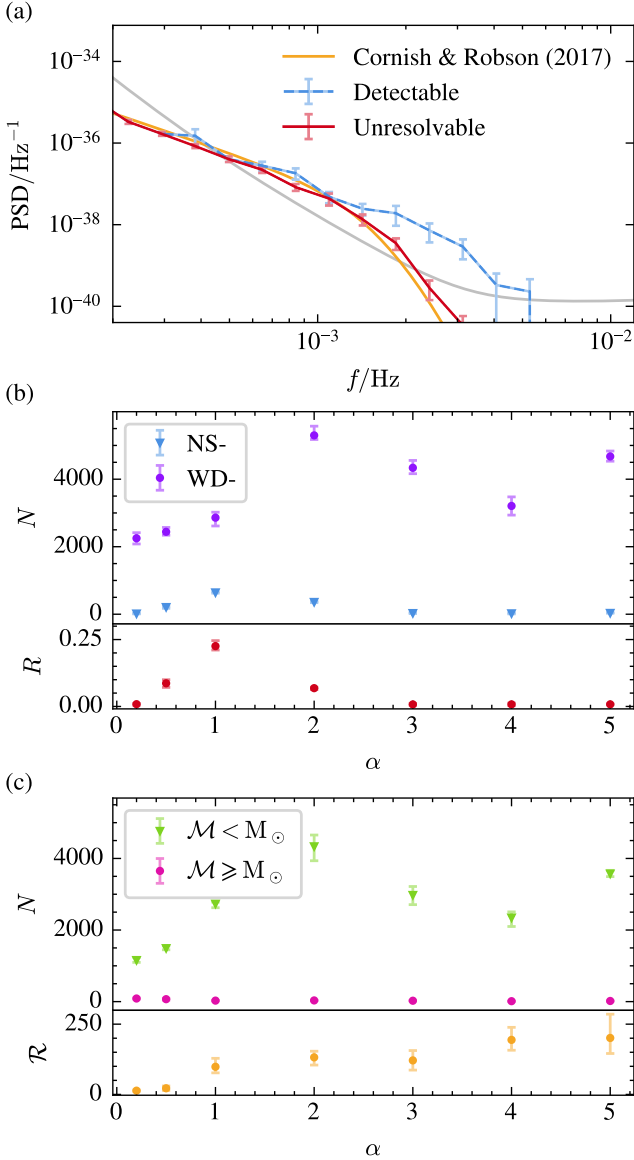 (a)
10⁻³⁴
10⁻³⁶
10⁻³⁸
10⁻⁴⁰
PSD/Hz⁻¹
Cornish & Robson (2017)
Detectable
Unresolvable
10⁻³
10⁻²
f/Hz
(b)
NS-
WD-
4000
2000
0
N
0.25
0.00
R
0 1 2 3 4 5
α
(c)
ℳ < M☉
ℳ ⩾ M☉
4000
2000
0
N
250
0
ℛ
0 1 2 3 4 5
α